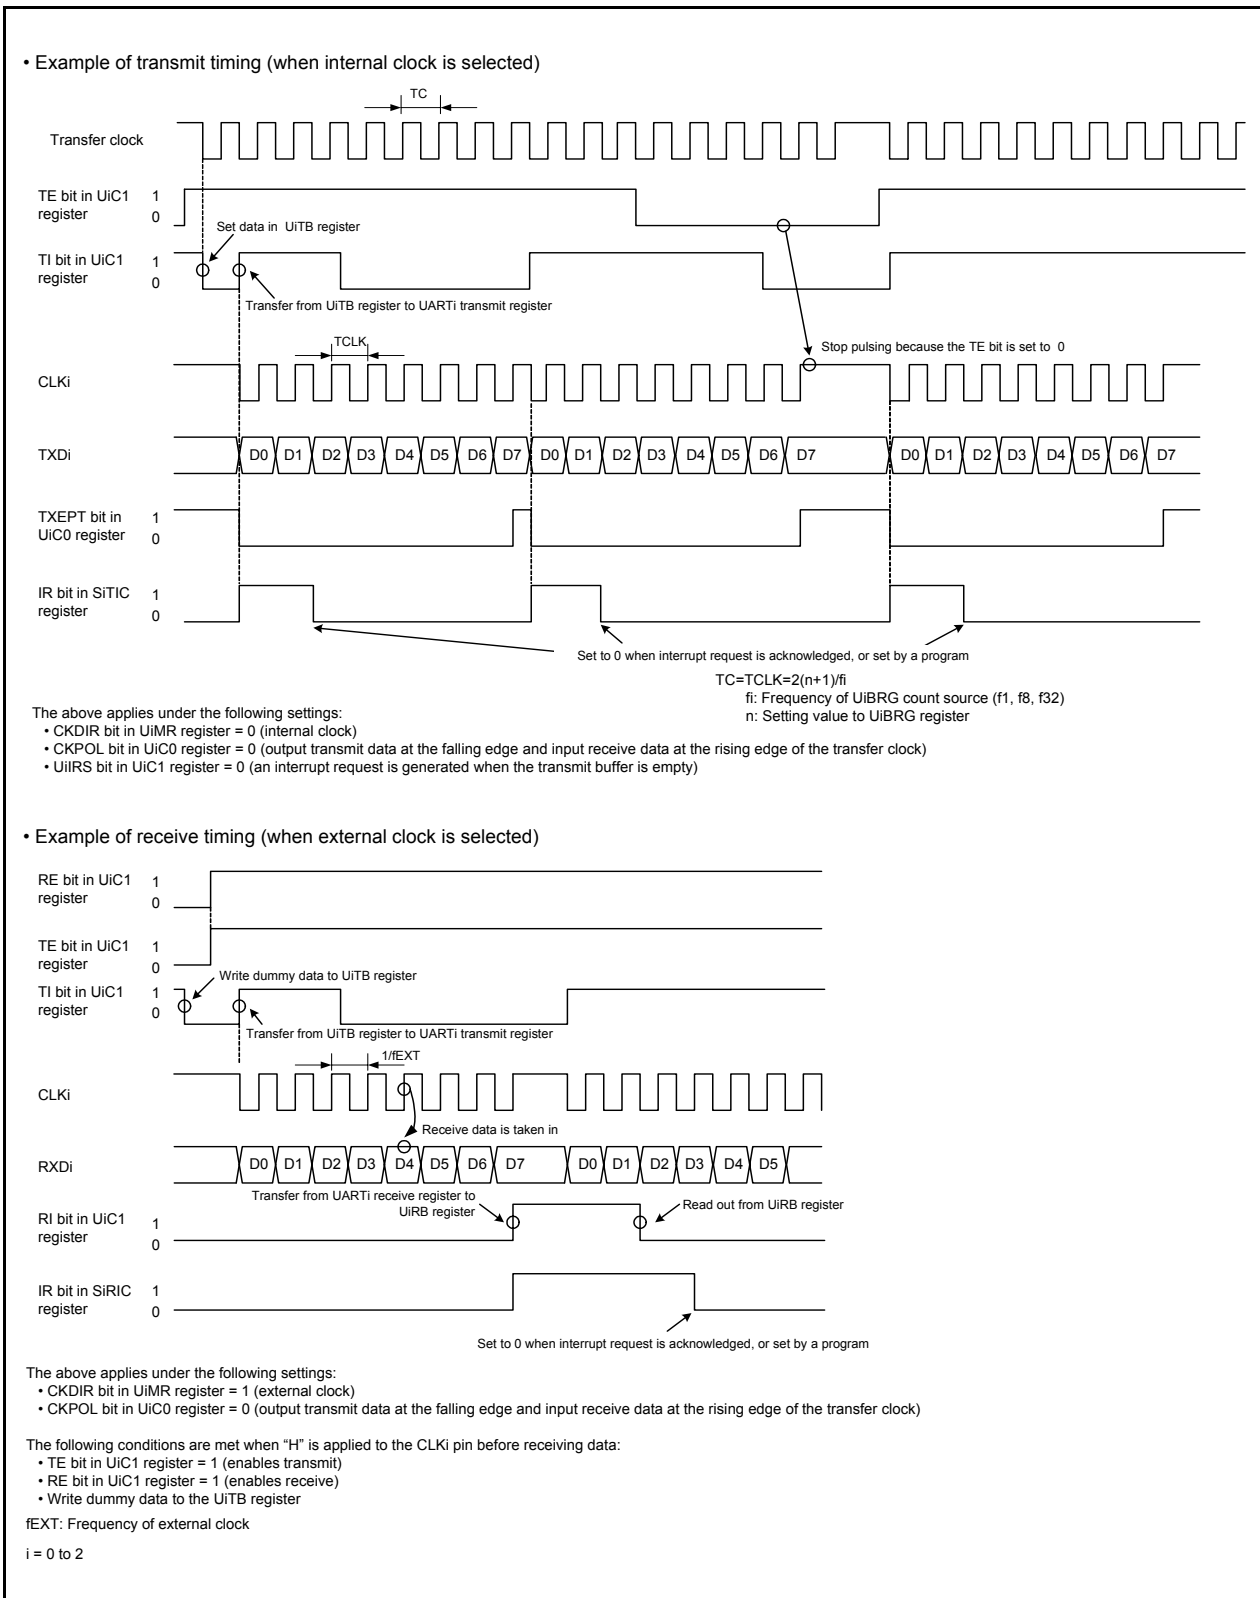 • Example of transmit timing (when internal clock is selected)
TC
Transfer clock
TE bit in UiC1
register
1
0
Set data in UiTB register
TI bit in UiC1
register
1
0
Transfer from UiTB register to UARTi transmit register
TCLK
Stop pulsing because the TE bit is set to 0
CLKi
TXDi
D0 D1 D2 D3 D4 D5 D6 D7 D0 D1 D2 D3 D4 D5 D6 D7 D0 D1 D2 D3 D4 D5 D6 D7
TXEPT bit in
UiC0 register
1
0
IR bit in SiTIC
register
1
0
Set to 0 when interrupt request is acknowledged, or set by a program
TC=TCLK=2(n+1)/fi
fi: Frequency of UiBRG count source (f1, f8, f32)
n: Setting value to UiBRG register
The above applies under the following settings:
• CKDIR bit in UiMR register = 0 (internal clock)
• CKPOL bit in UiC0 register = 0 (output transmit data at the falling edge and input receive data at the rising edge of the transfer clock)
• UiIRS bit in UiC1 register = 0 (an interrupt request is generated when the transmit buffer is empty)
• Example of receive timing (when external clock is selected)
RE bit in UiC1
register
1
0
TE bit in UiC1
register
1
0
Write dummy data to UiTB register
TI bit in UiC1
register
1
0
Transfer from UiTB register to UARTi transmit register
1/fEXT
CLKi
Receive data is taken in
RXDi
D0 D1 D2 D3 D4 D5 D6 D7 D0 D1 D2 D3 D4 D5
Transfer from UARTi receive register to
UiRB register
Read out from UiRB register
RI bit in UiC1
register
1
0
IR bit in SiRIC
register
1
0
Set to 0 when interrupt request is acknowledged, or set by a program
The above applies under the following settings:
• CKDIR bit in UiMR register = 1 (external clock)
• CKPOL bit in UiC0 register = 0 (output transmit data at the falling edge and input receive data at the rising edge of the transfer clock)
The following conditions are met when “H” is applied to the CLKi pin before receiving data:
• TE bit in UiC1 register = 1 (enables transmit)
• RE bit in UiC1 register = 1 (enables receive)
• Write dummy data to the UiTB register
fEXT: Frequency of external clock
i = 0 to 2